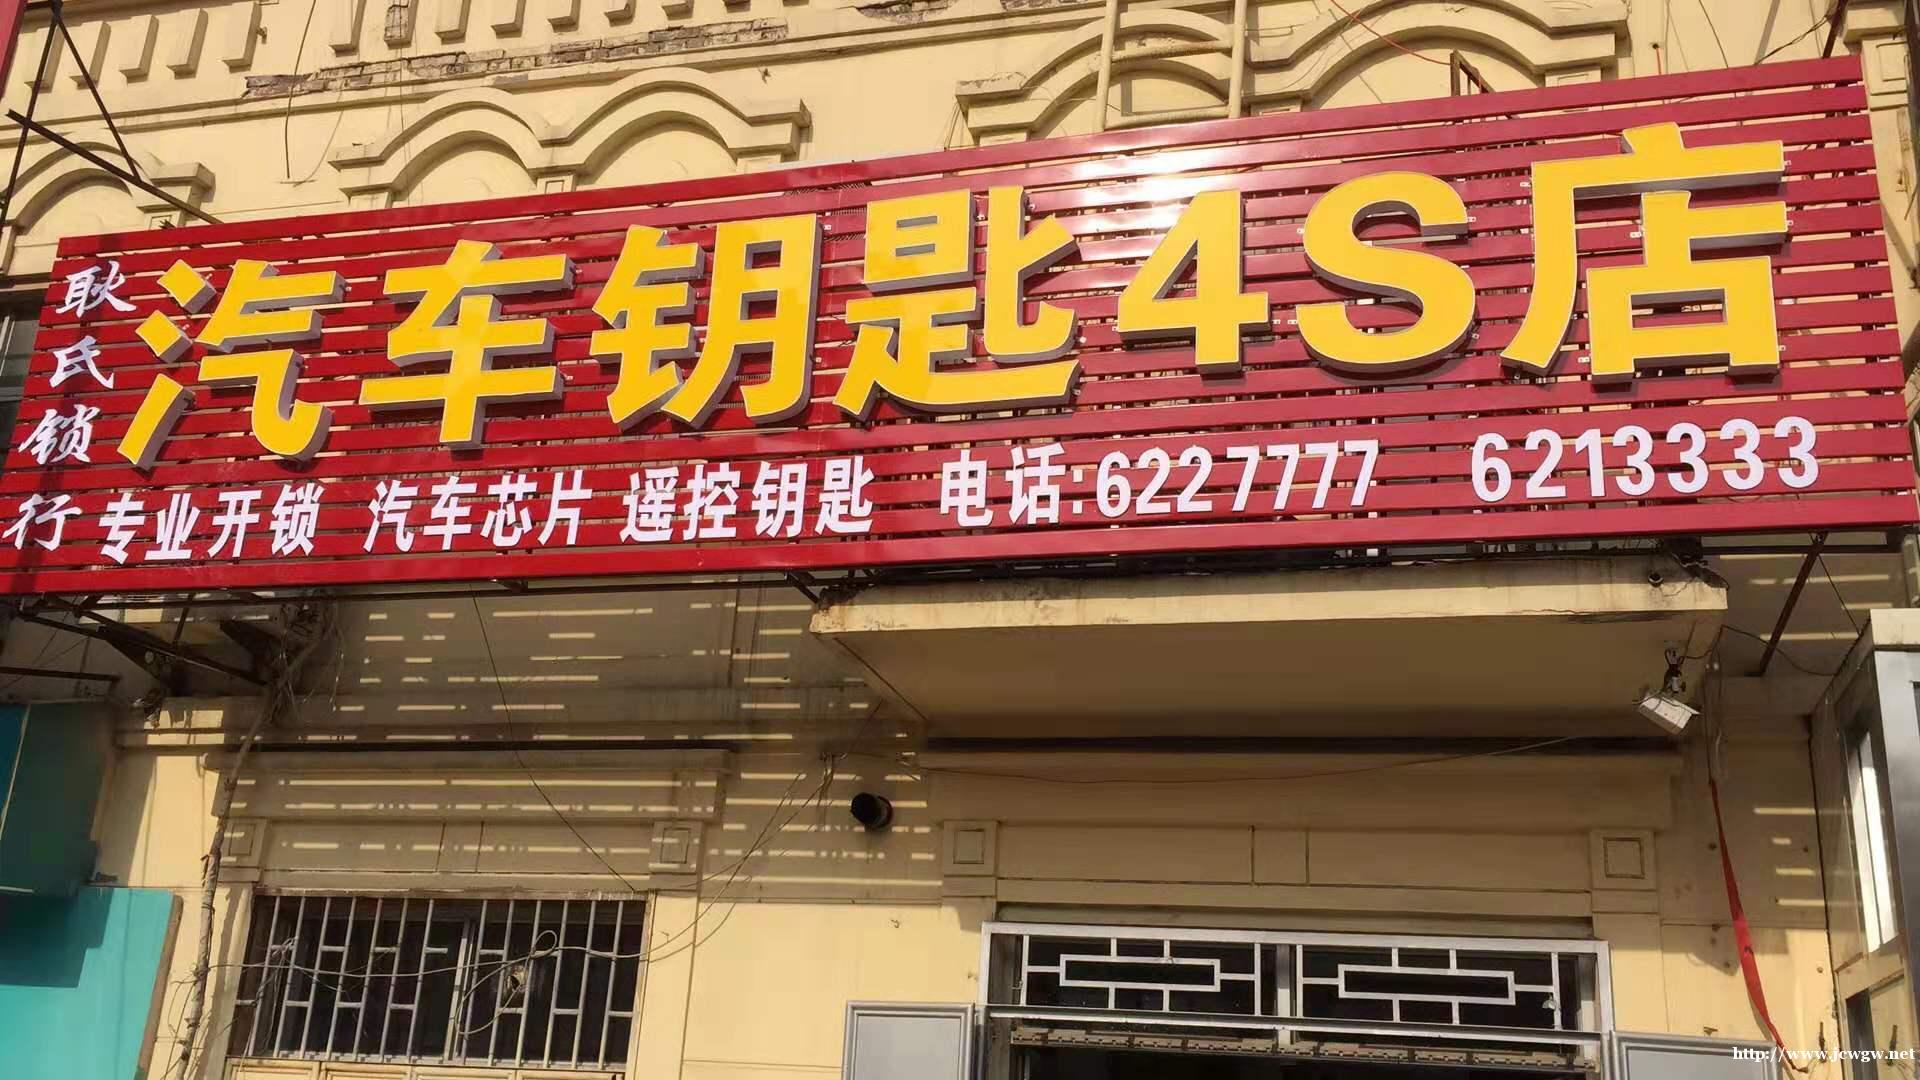 耿氏锁行
汽车钥匙4S店
专业开锁 汽车芯片 遥控钥匙 电话:6227777 6213333
http://www.jcwgw.net